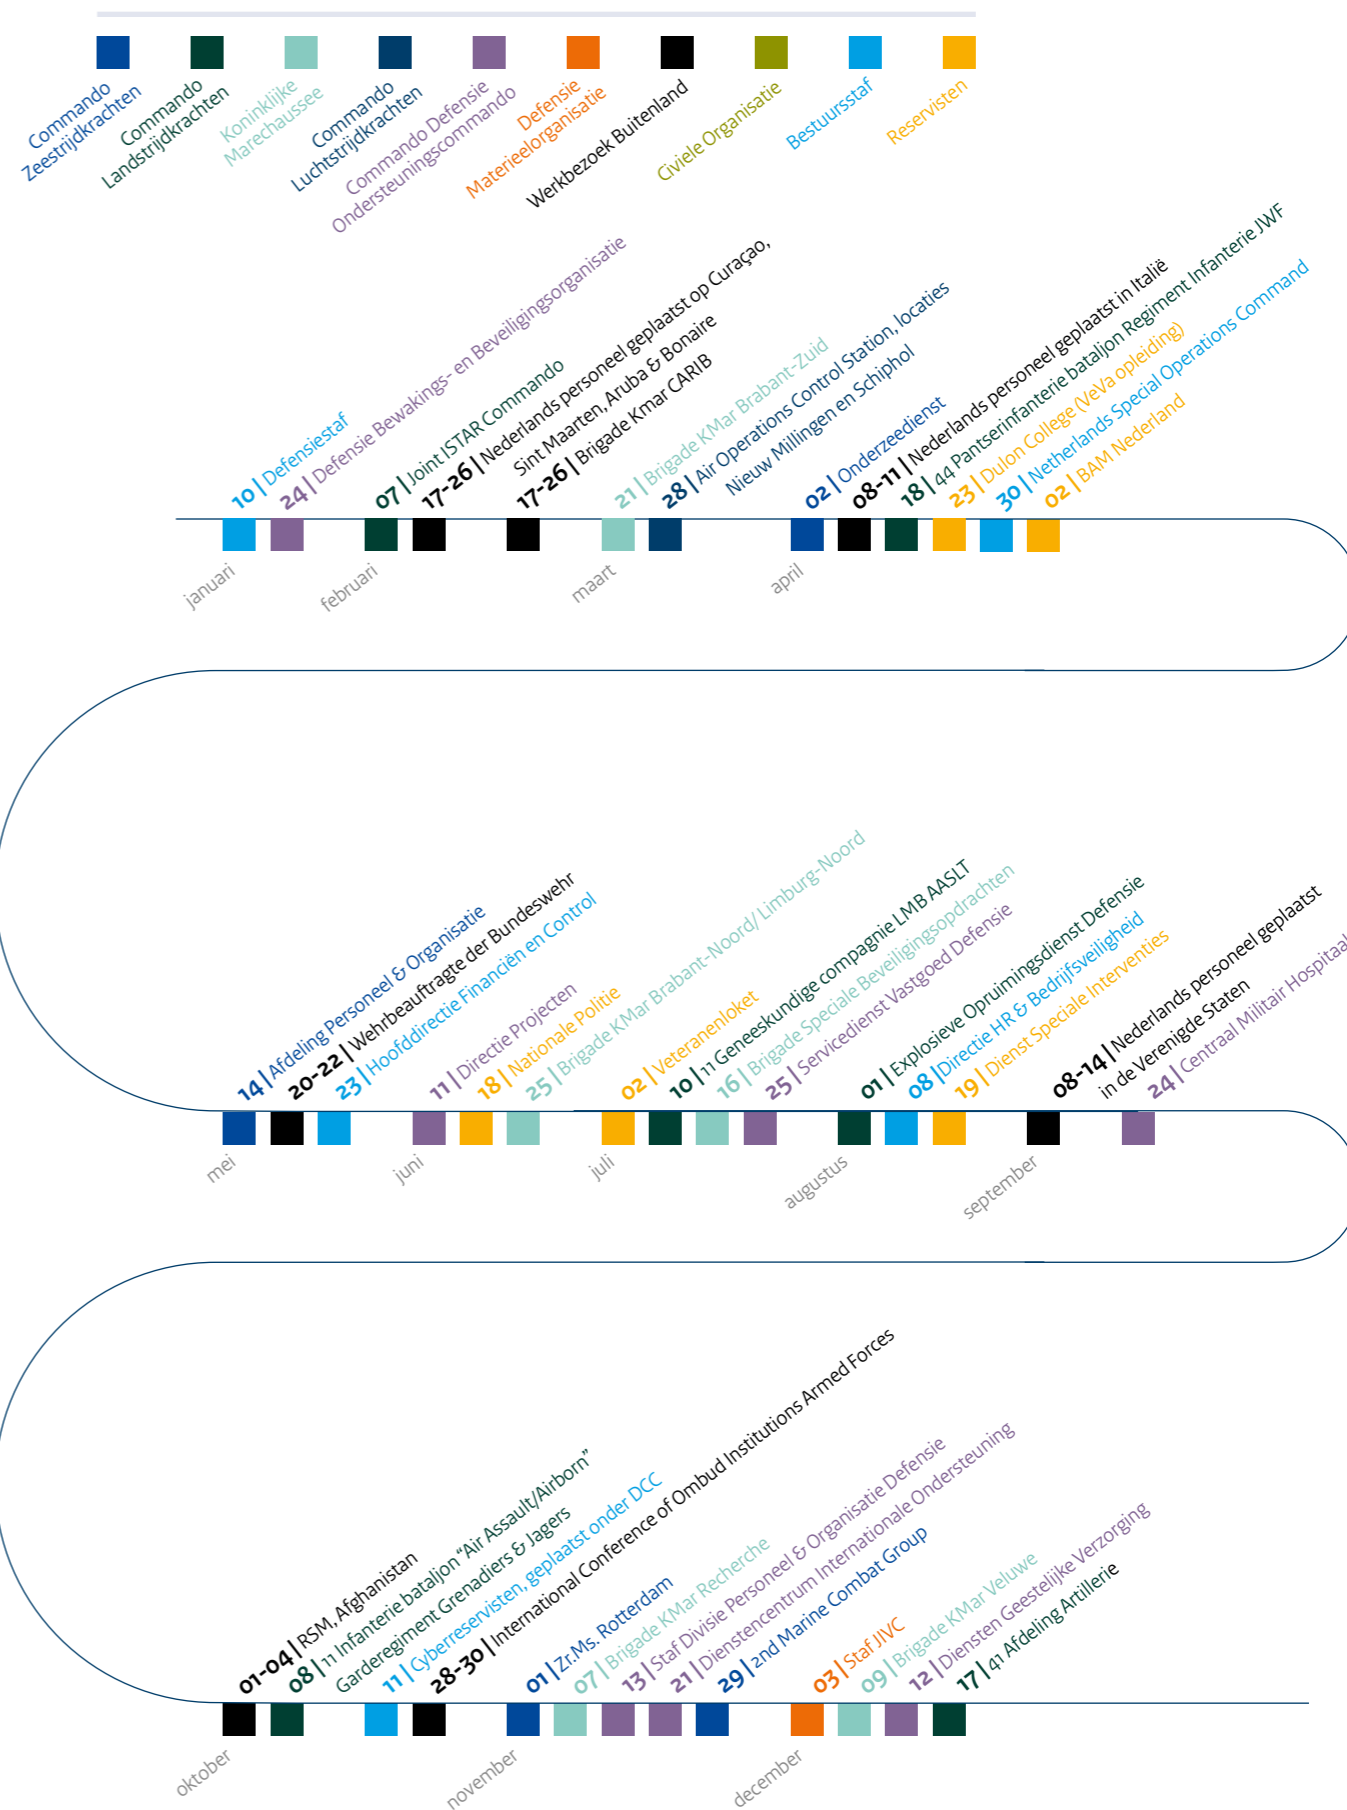 Commando
Zeestrijdkrachten
Commando
Landstrijdkrachten
Koninklijke
Marechaussee
Commando
Luchtstrijdkrachten
Commando Defensie
Ondersteuningscommando
Defensie
Materieelorganisatie
Werkbezoek Buitenland
Civiele Organisatie
Bestuursstaf
Reservisten
10 | Defensiestaf
24 | Defensie Bewakings- en Beveiligingsorganisatie
07 | Joint ISTAR Commando
17-26 | Nederlands personeel geplaatst op Curaçao,
Sint Maarten, Aruba & Bonaire
17-26 | Brigade Kmar CARIB
21 | Brigade KMar Brabant-Zuid
28 | Air Operations Control Station, locaties
Nieuw Millingen en Schiphol
02 | Onderzeedienst
08-11 | Nederlands personeel geplaatst in Italië
18 | 44 Pantserinfanterie bataljon Regiment Infanterie JWF
23 | Dulon College (VeVa opleiding)
30 | Netherlands Special Operations Command
02 | BAM Nederland
januari
februari
maart
april
14 | Afdeling Personeel & Organisatie
20-22 | Wehrbeauftragte der Bundeswehr
23 | Hoofddirectie Financiën en Control
11 | Directie Projecten
18 | Nationale Politie
25 | Brigade KMar Brabant-Noord/ Limburg-Noord
02 | Veteranenloket
10 | 11 Geneeskundige compagnie LMB AASLT
16 | Brigade Speciale Beveiligingsopdrachten
25 | Servicedienst Vastgoed Defensie
01 | Explosieve Opruimingsdienst Defensie
08 | Directie HR & Bedrijfsveiligheid
19 | Dienst Speciale Interventies
08-14 | Nederlands personeel geplaatst
in de Verenigde Staten
24 | Centraal Militair Hospitaal
mei
juni
juli
augustus
september
01-04 | RSM, Afghanistan
08 | 11 Infanterie bataljon “Air Assault/Airborn”
Garderegiment Grenadiers & Jagers
11 | Cyberreservisten, geplaatst onder DCC
28-30 | International Conference of Ombud Institutions Armed Forces
01 | Zr.Ms. Rotterdam
07 | Brigade KMar Recherche
13 | Staf Divisie Personeel & Organisatie Defensie
21 | Dienstencentrum Internationale Ondersteuning
29 | 2nd Marine Combat Group
03 | Staf JIVC
09 | Brigade KMar Veluwe
12 | Diensten Geestelijke Verzorging
17 | 41 Afdeling Artillerie
oktober
november
december